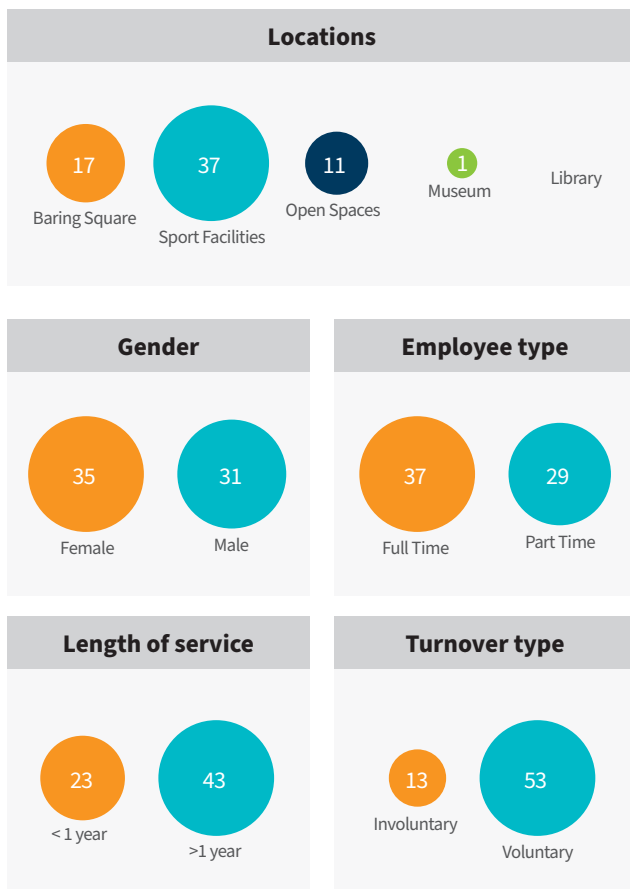 Locations
17
Baring Square
37
Sport Facilities
11
Open Spaces
1
Museum
Library
Gender
35
Female
31
Male
Employee type
37
Full Time
29
Part Time
Length of service
23
< 1 year
43
>1 year
Turnover type
13
Involuntary
53
Voluntary